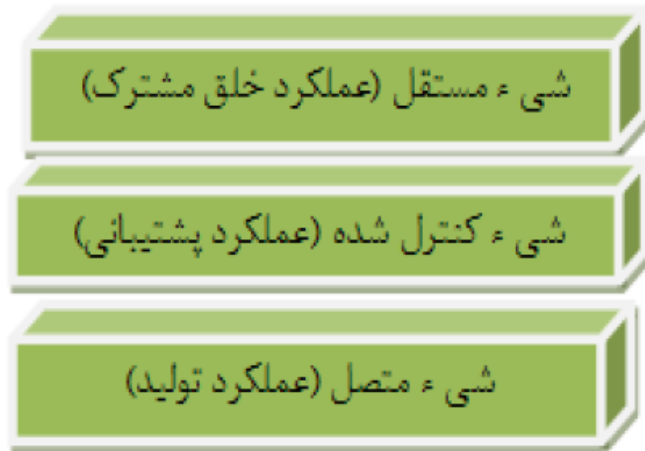 شی ء مستقل (عملکرد خلق مشترک)
شی ء کنترل شده (عملکرد پشتیبانی)
شی ء متصل (عملکرد تولید)